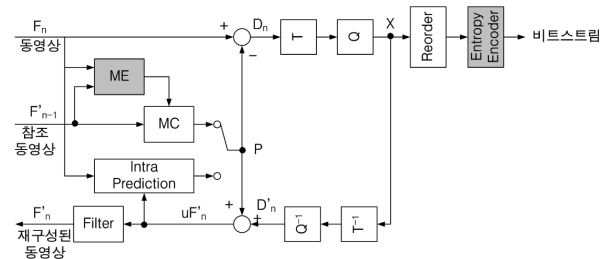 Fn
동영상
+
Dn
−
T
Q
X
Reorder
Entropy
Encoder
비트스트림
ME
F'n−1
참조
동영상
MC
P
Intra
Prediction
+
+
F'n
재구성된
동영상
Filter
uF'n
D'n
Q-1
T-1